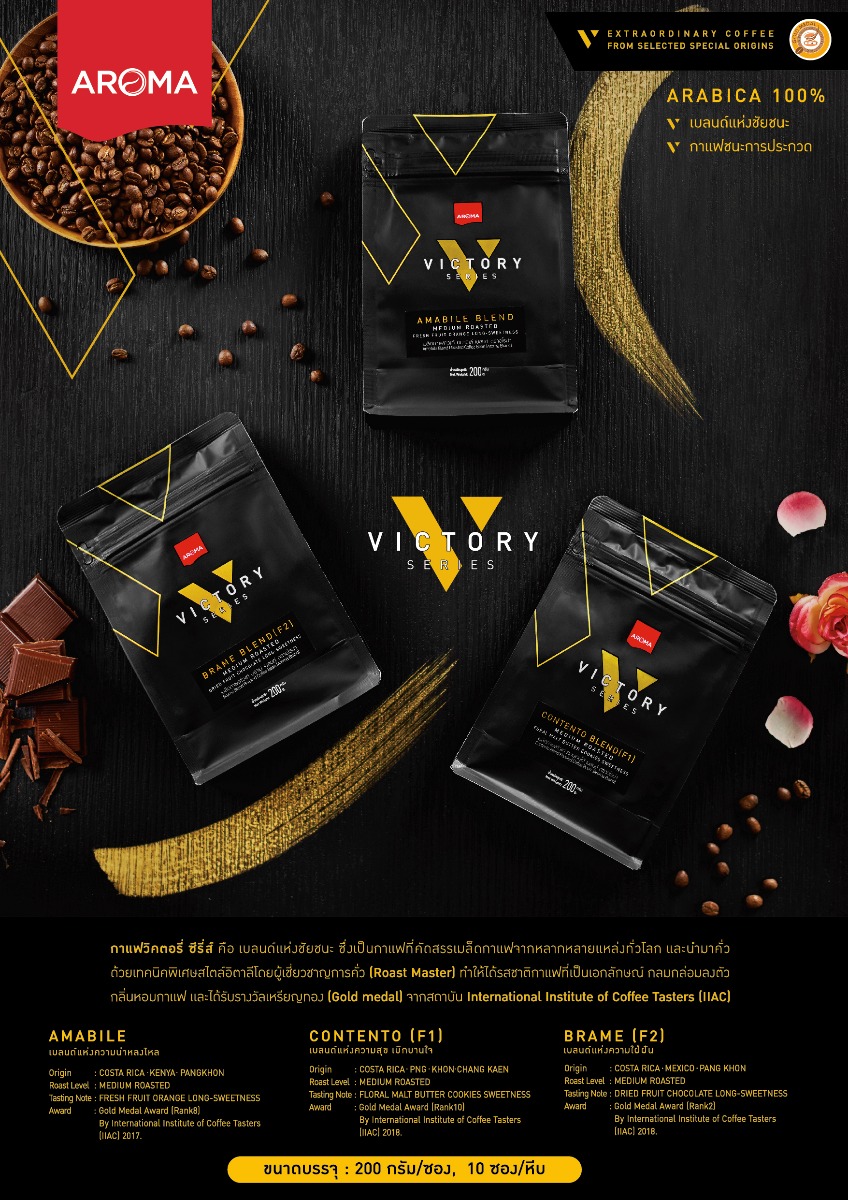 AROMA
EXTRAORDINARY COFFEE
FROM SELECTED SPECIAL ORIGINS
ARABICA 100%
เบลนด์แห่งชัยชนะ
กาแฟชนะการประกวด
AROMA
VICTORY
SERIES
AMABILE BLEND
MEDIUM ROASTED
FRESH FRUIT ORANGE LONG-SWEETNESS
200
VICTORY
SERIES
AROMA
VICTORY
SERIES
BRAME BLEND(F2)
MEDIUM ROASTED
DRIED FRUIT CHOCOLATE LONG-SWEETNESS
200
AROMA
VICTORY
SERIES
CONTENTO BLEND(F1)
MEDIUM ROASTED
FLORAL MALT BUTTER COOKIES SWEETNESS
200
กาแฟวิคตอรี่ ซีรี่ส์ คือ เบลนด์แห่งชัยชนะ ซึ่งเป็นกาแฟที่คัดสรรเมล็ดกาแฟจากหลากหลายแหล่งทั่วโลก และนำมาคั่ว
ด้วยเทคนิคพิเศษสไตล์อิตาลีโดยผู้เชี่ยวชาญการคั่ว (Roast Master) ทำให้ได้รสชาติกาแฟที่เป็นเอกลักษณ์ กลมกล่อมลงตัว
กลิ่นหอมกาแฟ และได้รับรางวัลเหรียญทอง (Gold medal) จากสถาบัน International Institute of Coffee Tasters (IIAC)
AMABILE
เบลนด์แห่งความน่าหลงใหล
Origin : COSTA RICA·KENYA· PANGKHON
Roast Level : MEDIUM ROASTED
Tasting Note : FRESH FRUIT ORANGE LONG-SWEETNESS
Award : Gold Medal Award (Rank8)
By International Institute of Coffee Tasters
(IIAC) 2017.
CONTENTO (F1)
เบลนด์แห่งความสุข เบิกบานใจ
Origin : COSTA RICA·PNG·KHON·CHANG KAEN
Roast Level : MEDIUM ROASTED
Tasting Note : FLORAL MALT BUTTER COOKIES SWEETNESS
Award : Gold Medal Award (Rank10)
By International Institute of Coffee Tasters
(IIAC) 2018.
BRAME (F2)
เบลนด์แห่งความใฝ่ฝัน
Origin : COSTA RICA·MEXICO·PANG KHON
Roast Level : MEDIUM ROASTED
Tasting Note : DRIED FRUIT CHOCOLATE LONG-SWEETNESS
Award : Gold Medal Award (Rank2)
By International Institute of Coffee Tasters
(IIAC) 2018.
ขนาดบรรจุ : 200 กรัม/ซอง, 10 ซอง/หีบ